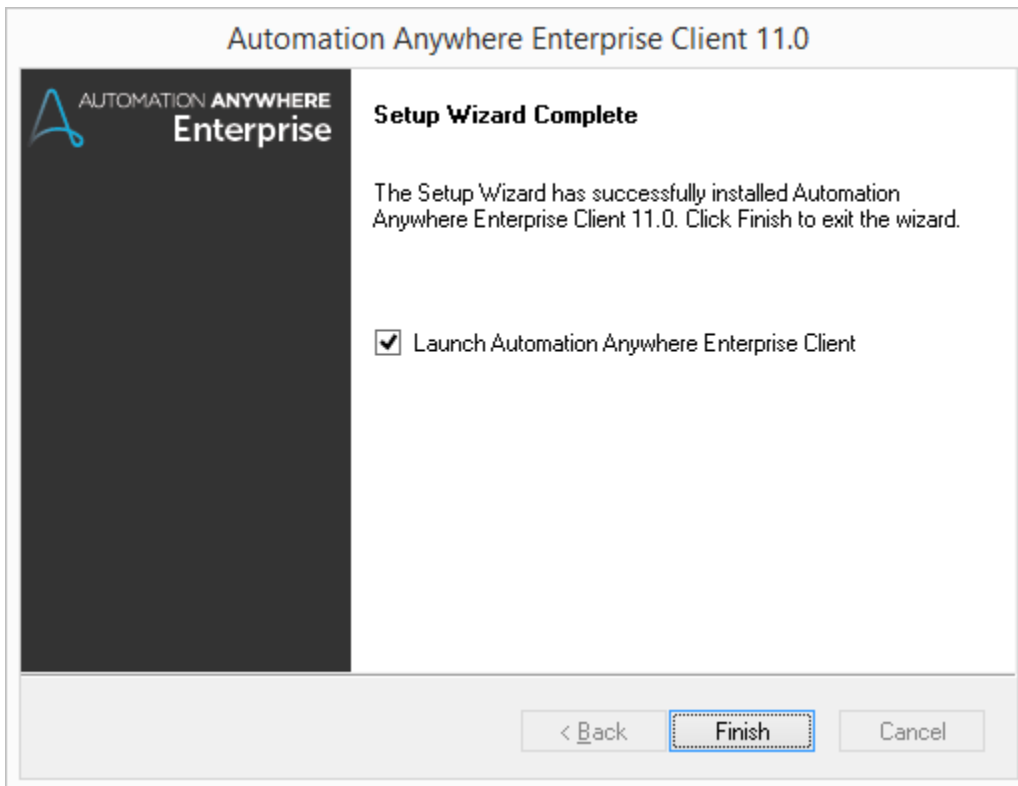 Automation Anywhere Enterprise Client 11.0
AUTOMATION ANYWHERE
Enterprise
Setup Wizard Complete
The Setup Wizard has successfully installed Automation
Anywhere Enterprise Client 11.0. Click Finish to exit the wizard.
Launch Automation Anywhere Enterprise Client
< Back
Finish
Cancel